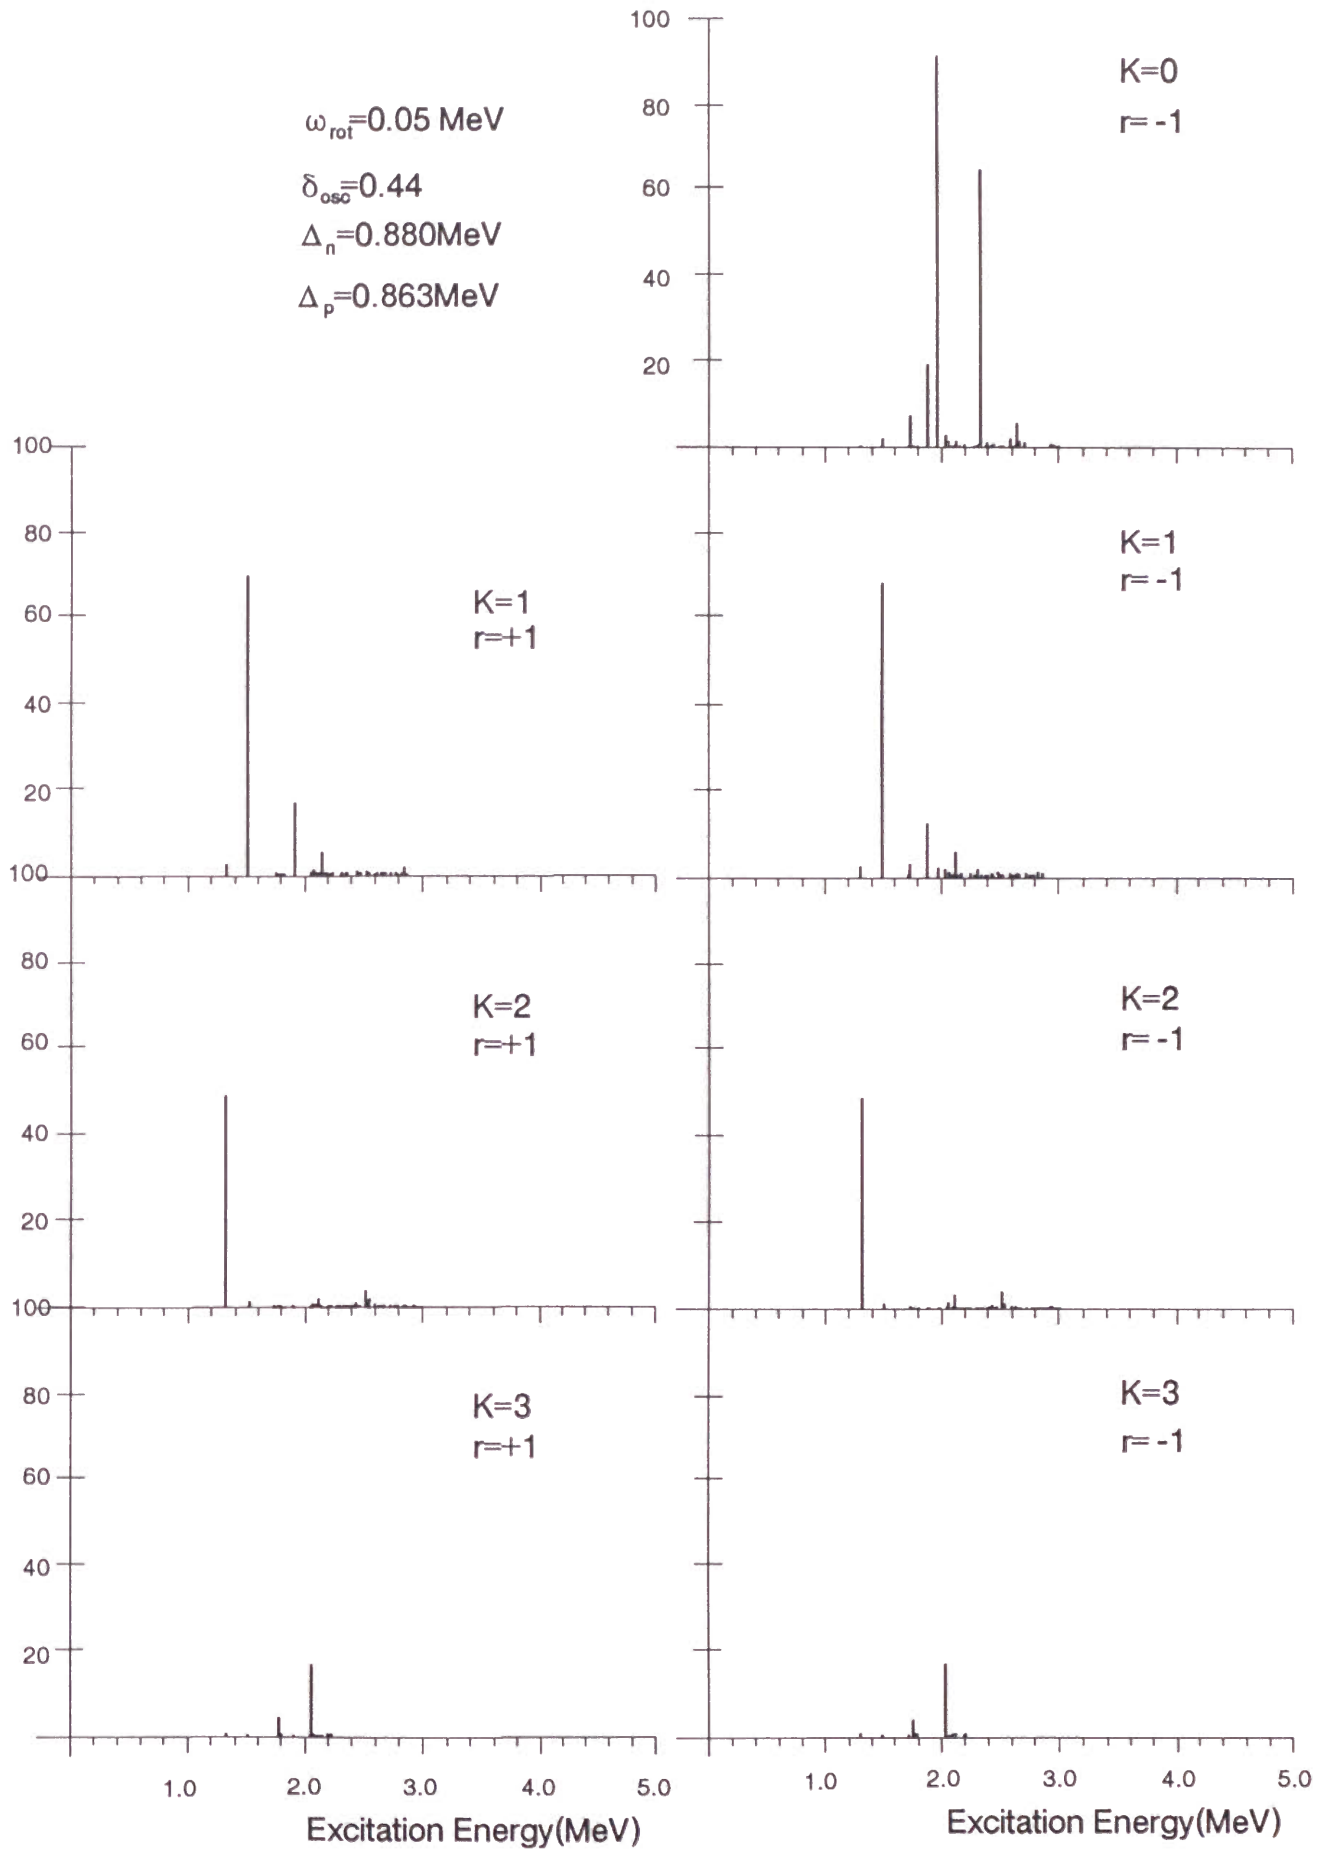 ω_rot=0.05 MeV
δ_osc=0.44
Δ_n=0.880MeV
Δ_p=0.863MeV
100
80
60
40
20
K=0
r= -1
100
80
60
40
20
K=1
r=+1
K=1
r= -1
100
80
60
40
20
K=2
r=+1
K=2
r= -1
100
80
60
40
20
K=3
r=+1
K=3
r= -1
1.0 2.0 3.0 4.0 5.0
Excitation Energy(MeV)
1.0 2.0 3.0 4.0 5.0
Excitation Energy(MeV)